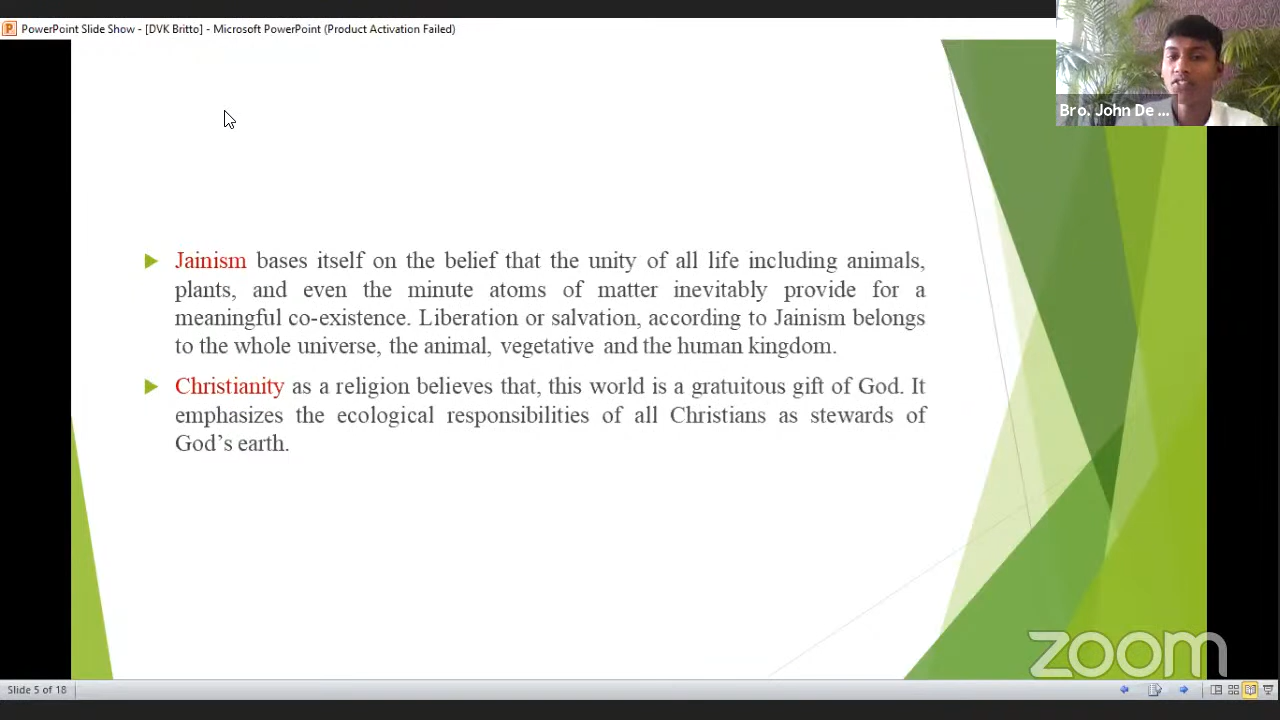 PowerPoint Slide Show - [DVK Britto] - Microsoft PowerPoint (Product Activation Failed)
Bro. John De ...
Jainism bases itself on the belief that the unity of all life including animals,
plants, and even the minute atoms of matter inevitably provide for a
meaningful co-existence. Liberation or salvation, according to Jainism belongs
to the whole universe, the animal, vegetative and the human kingdom.
Christianity as a religion believes that, this world is a gratuitous gift of God. It
emphasizes the ecological responsibilities of all Christians as stewards of
God’s earth.
zoom
Slide 5 of 18